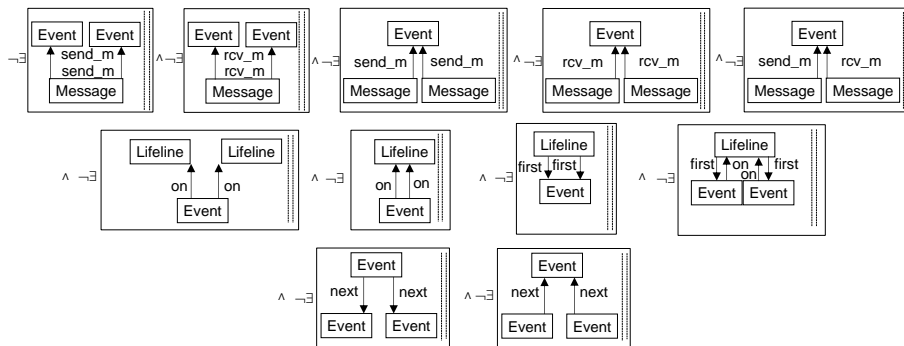 ¬∃ Event Event send_m send_m Message
∧ ¬∃ Event Event rcv_m rcv_m Message
∧ ¬∃ Event send_m send_m Message Message
∧ ¬∃ Event rcv_m rcv_m Message Message
∧ ¬∃ Event send_m rcv_m Message Message
∧ ¬∃ Lifeline Lifeline on on Event
∧ ¬∃ Lifeline on on Event
∧ ¬∃ Lifeline first first Event
∧ ¬∃ Lifeline first on on first Event Event
∧ ¬∃ Event next next Event Event
∧ ¬∃ Event next next Event Event